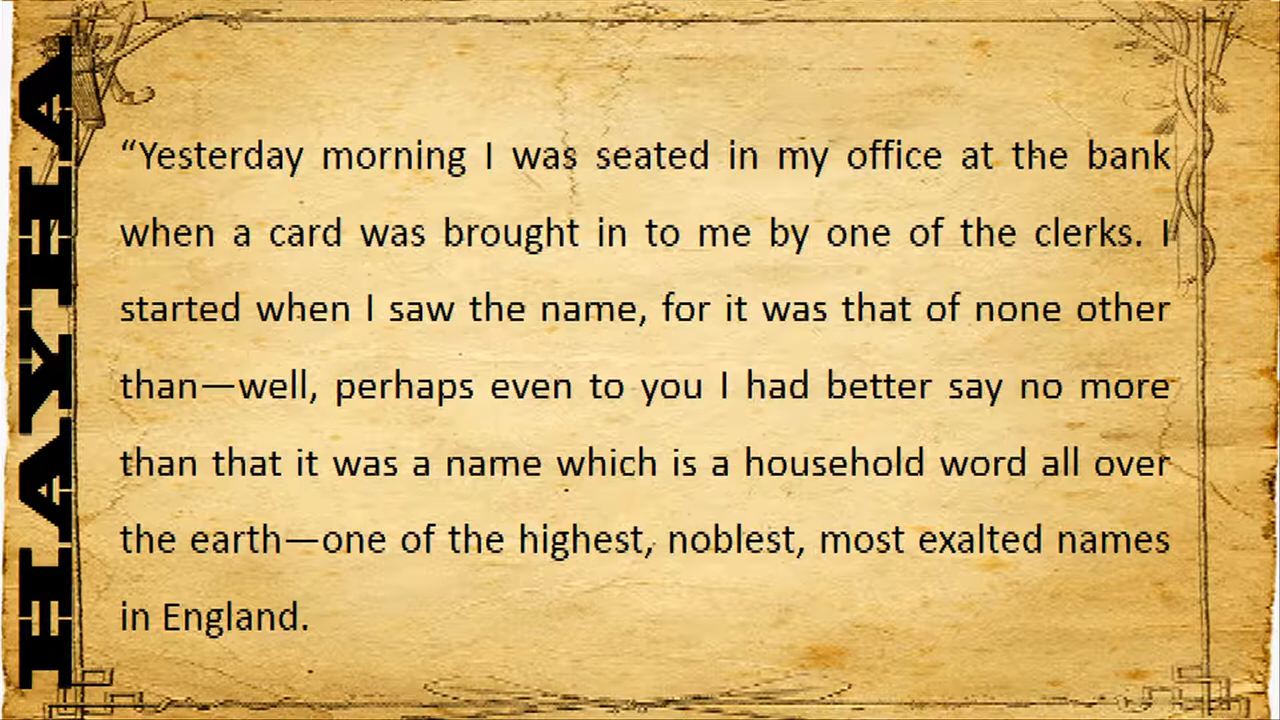 HAYHA
“Yesterday morning I was seated in my office at the bank
when a card was brought in to me by one of the clerks. I
started when I saw the name, for it was that of none other
than—well, perhaps even to you I had better say no more
than that it was a name which is a household word all over
the earth—one of the highest, noblest, most exalted names
in England.